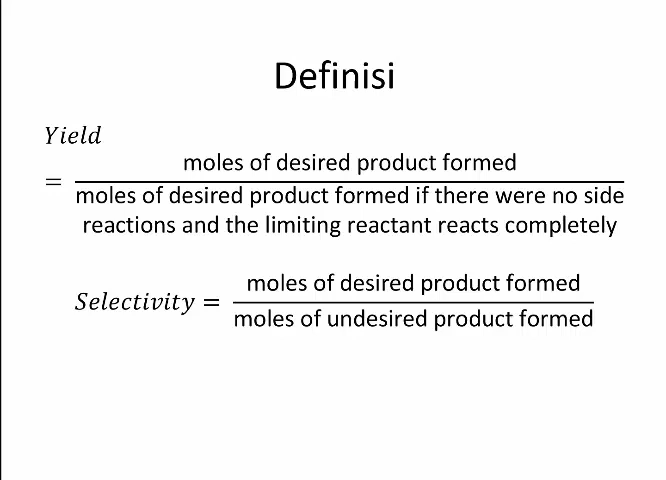 Definisi
Yield
= moles of desired product formed
moles of desired product formed if there were no side
reactions and the limiting reactant reacts completely
moles of desired product formed
Selectivity =
moles of undesired product formed